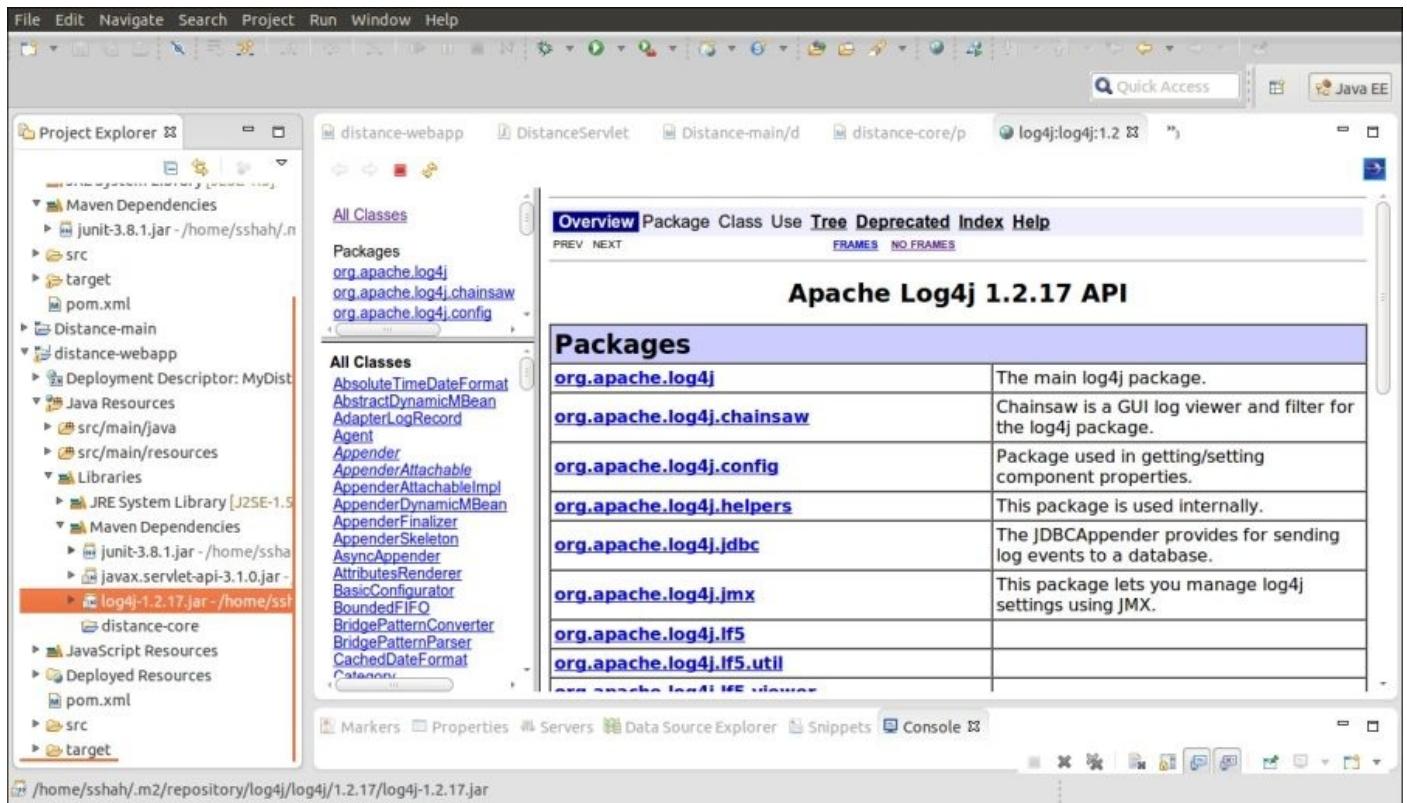 File Edit Navigate Search Project Run Window Help
Quick Access
Java EE
Project Explorer
Maven Dependencies
junit-3.8.1.jar - /home/sshah/.m
src
target
pom.xml
Distance-main
distance-webapp
Deployment Descriptor: MyDist
Java Resources
src/main/java
src/main/resources
Libraries
JRE System Library [J2SE-1.5
Maven Dependencies
junit-3.8.1.jar - /home/ssha
javax.servlet-api-3.1.0.jar -
log4j-1.2.17.jar - /home/ssh
distance-core
JavaScript Resources
Deployed Resources
pom.xml
src
target
distance-webapp DistanceServlet Distance-main/d distance-core/p log4j:log4j:1.2
All Classes
Packages
org.apache.log4j
org.apache.log4j.chainsaw
org.apache.log4j.config
All Classes
AbsoluteTimeDateFormat
AbstractDynamicMBean
AdapterLogRecord
Agent
Appender
AppenderAttachable
AppenderAttachableImpl
AppenderDynamicMBean
AppenderFinalizer
AppenderSkeleton
AsyncAppender
AttributesRenderer
BasicConfigurator
BoundedFIFO
BridgePatternConverter
BridgePatternParser
CachedDateFormat
Category
Overview Package Class Use Tree Deprecated Index Help
PREV NEXT FRAMES NO FRAMES
Apache Log4j 1.2.17 API
Packages
org.apache.log4j The main log4j package.
org.apache.log4j.chainsaw Chainsaw is a GUI log viewer and filter for
the log4j package.
org.apache.log4j.config Package used in getting/setting
component properties.
org.apache.log4j.helpers This package is used internally.
org.apache.log4j.jdbc The JDBCAppender provides for sending
log events to a database.
org.apache.log4j.jmx This package lets you manage log4j
settings using JMX.
org.apache.log4j.lf5
org.apache.log4j.lf5.util
org.apache.log4j.lf5.viewer
Markers Properties Servers Data Source Explorer Snippets Console
/home/sshah/.m2/repository/log4j/log4j/1.2.17/log4j-1.2.17.jar